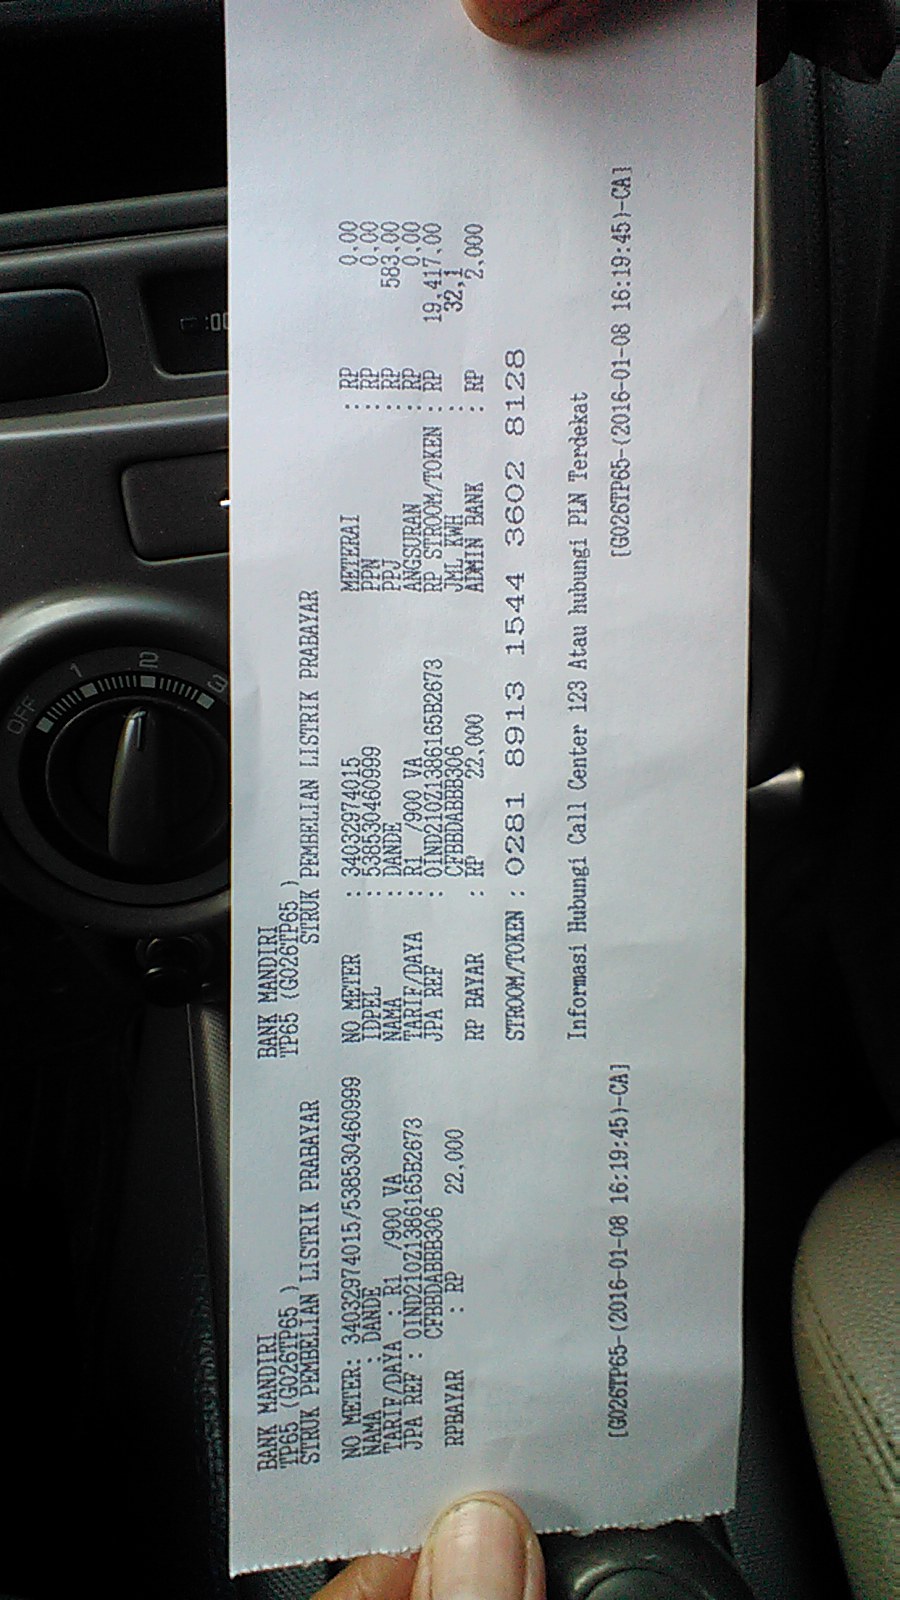 BANK MANDIRI
TP65 (G026TP65 )
STRUK PEMBELIAN LISTRIK PRABAYAR
NO METER: 34032974015/538530460999
NAMA : DANDE
TARIF/DAYA : R1 /900 VA
JPA REF : 0IND210Z1386165B2673
CFBBDABBB306
RPBAYAR : RP 22,000
[G026TP65-(2016-01-08 16:19:45)-CA]
BANK MANDIRI
TP65 (G026TP65 )
STRUK PEMBELIAN LISTRIK PRABAYAR
NO METER : 34032974015
IDPEL : 538530460999
NAMA : DANDE
TARIF/DAYA : R1 /900 VA
JPA REF : 0IND210Z1386165B2673
CFBBDABBB306
RP BAYAR : RP 22,000
METERAI : RP 0.00
PPN : RP 0.00
PPJ : RP 583.00
ANGSURAN : RP 0.00
RP STROOM/TOKEN : RP 19,417.00
JML KWH : 32,1
ADMIN BANK : RP 2,000
STROOM/TOKEN : 0281 8913 1544 3602 8128
Informasi Hubungi Call Center 123 Atau hubungi PLN Terdekat
[G026TP65-(2016-01-08 16:19:45)-CA]
OFF 1 2 3
:00